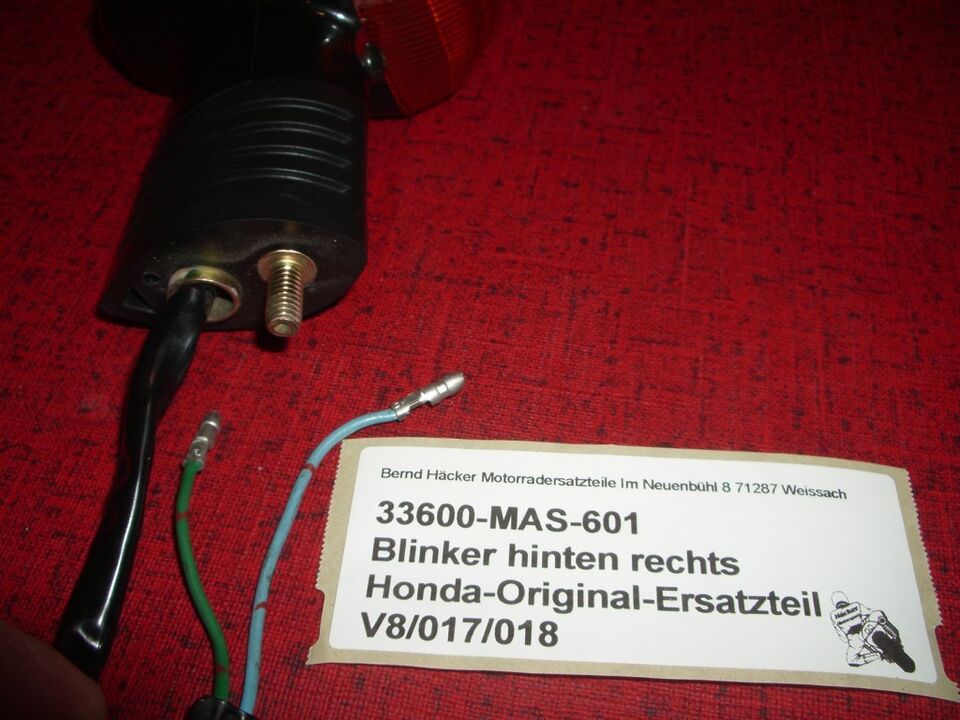 Bernd Häcker Motorradersatzteile Im Neuenbühl 8 71287 Weissach
33600-MAS-601
Blinker hinten rechts
Honda-Original-Ersatzteil
V8/017/018
Häcker